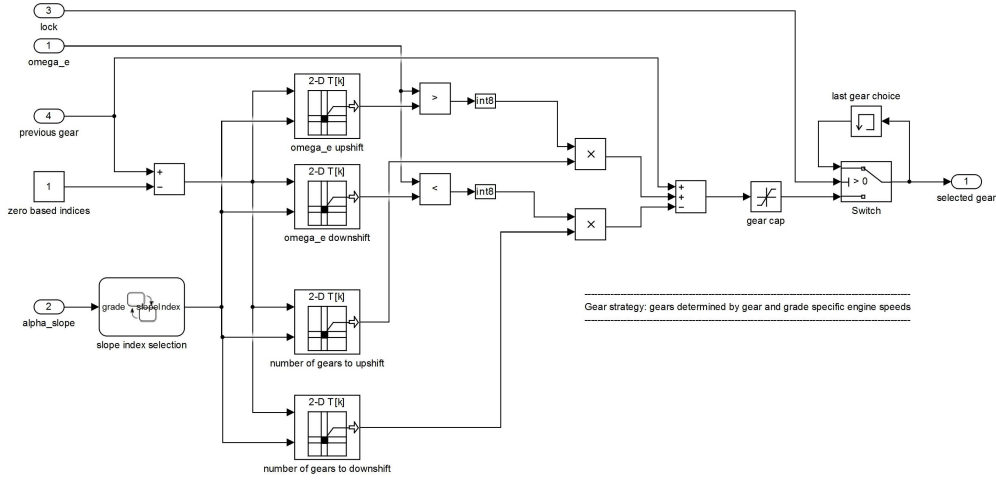 3
lock
1
omega_e
4
previous gear
1
zero based indices
2
alpha_slope
+
−
grade
slopeIndex
slope index selection
2-D T[k]
omega_e upshift
2-D T[k]
omega_e downshift
2-D T[k]
number of gears to upshift
2-D T[k]
number of gears to downshift
>
int8
<
int8
×
×
+
+
−
gear cap
last gear choice
> 0
Switch
1
selected gear
Gear strategy: gears determined by gear and grade specific engine speeds